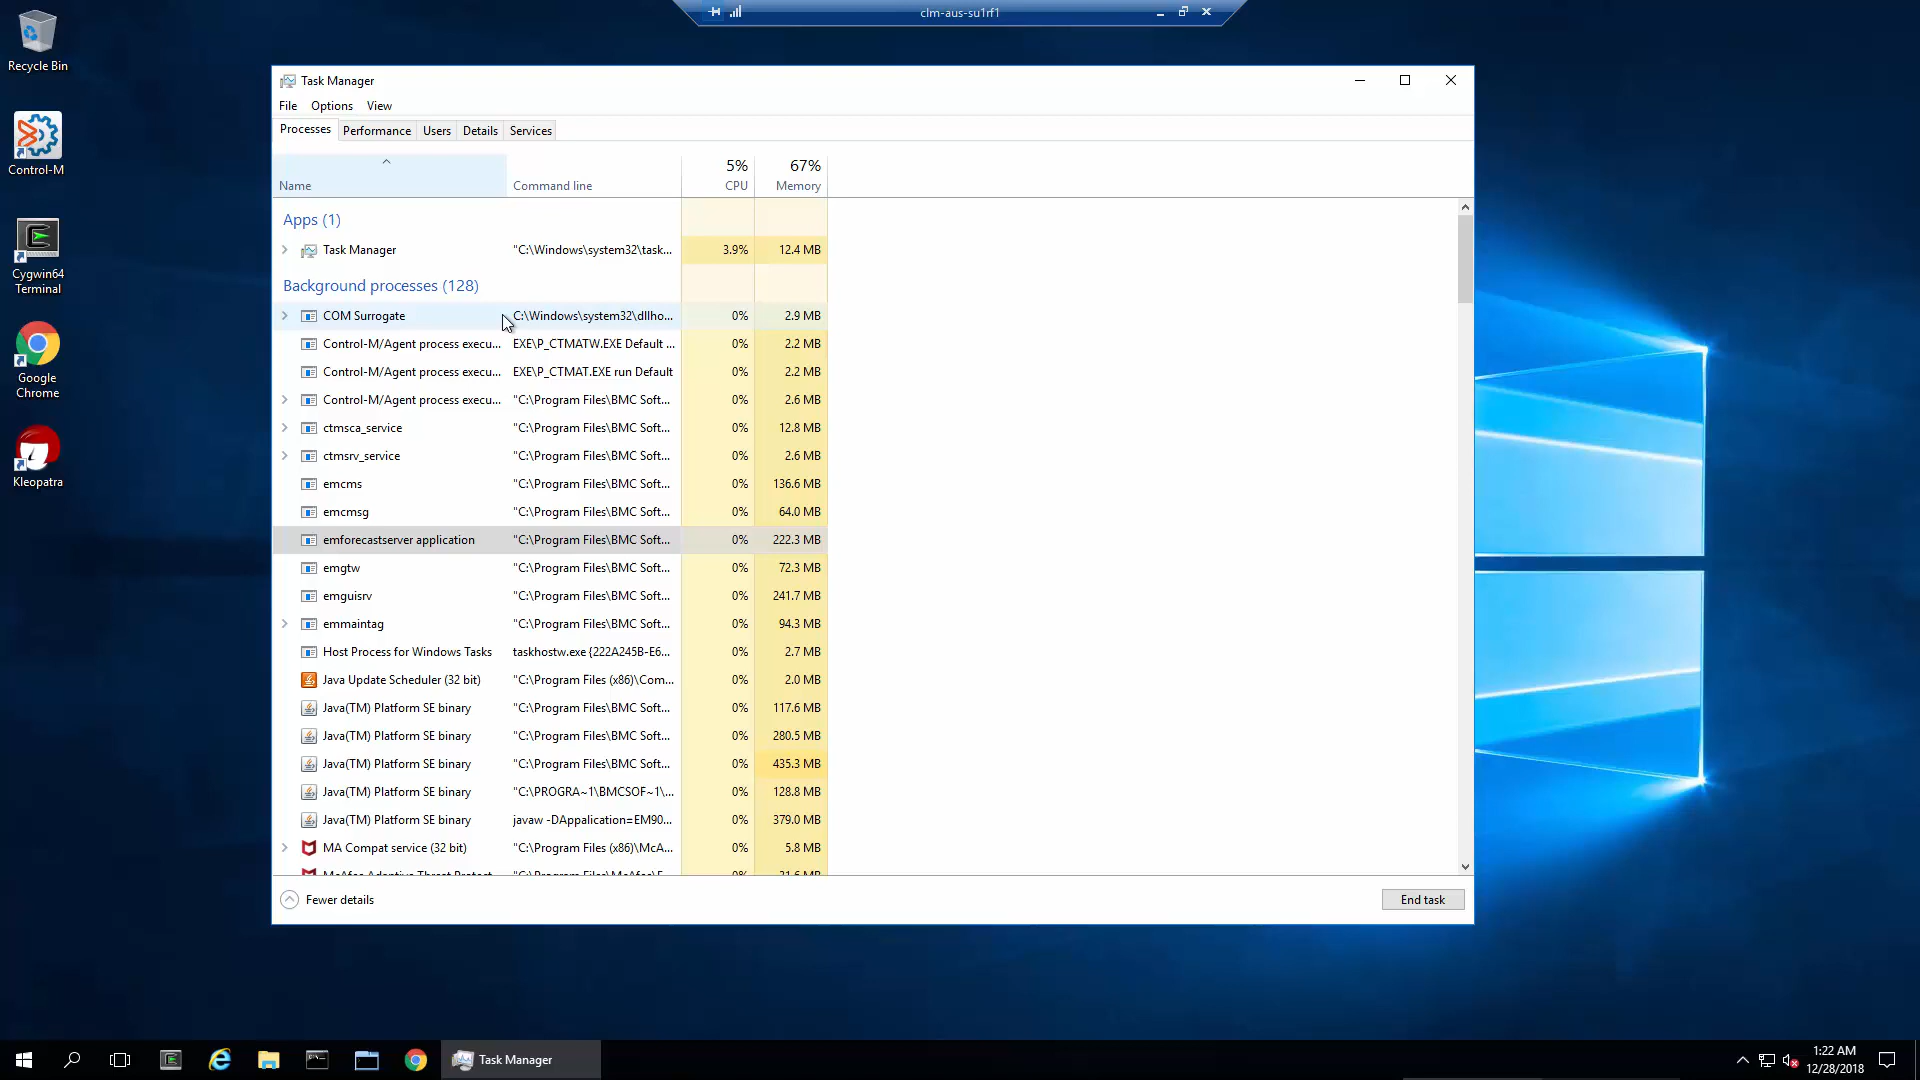 clm-aus-su1rf1
Recycle Bin
Control-M
Cygwin64
Terminal
Google
Chrome
Kleopatra
Task Manager
File Options View
Processes Performance Users Details Services
5% 67%
Name Command line CPU Memory
Apps (1)
Task Manager "C:\Windows\system32\task... 3.9% 12.4 MB
Background processes (128)
COM Surrogate C:\Windows\system32\dllho... 0% 2.9 MB
Control-M/Agent process execu... EXE\P_CTMATW.EXE Default ... 0% 2.2 MB
Control-M/Agent process execu... EXE\P_CTMAT.EXE run Default 0% 2.2 MB
Control-M/Agent process execu... "C:\Program Files\BMC Soft... 0% 2.6 MB
ctmsca_service "C:\Program Files\BMC Soft... 0% 12.8 MB
ctmsrv_service "C:\Program Files\BMC Soft... 0% 2.6 MB
emcms "C:\Program Files\BMC Soft... 0% 136.6 MB
emcmsg "C:\Program Files\BMC Soft... 0% 64.0 MB
emforecastserver application "C:\Program Files\BMC Soft... 0% 222.3 MB
emgtw "C:\Program Files\BMC Soft... 0% 72.3 MB
emguisrv "C:\Program Files\BMC Soft... 0% 241.7 MB
emmaintag "C:\Program Files\BMC Soft... 0% 94.3 MB
Host Process for Windows Tasks taskhostw.exe {222A245B-E6... 0% 2.7 MB
Java Update Scheduler (32 bit) "C:\Program Files (x86)\Com... 0% 2.0 MB
Java(TM) Platform SE binary "C:\Program Files\BMC Soft... 0% 117.6 MB
Java(TM) Platform SE binary "C:\Program Files\BMC Soft... 0% 280.5 MB
Java(TM) Platform SE binary "C:\Program Files\BMC Soft... 0% 435.3 MB
Java(TM) Platform SE binary "C:\PROGRA~1\BMCSOF~1\... 0% 128.8 MB
Java(TM) Platform SE binary javaw -DAppalication=EM90... 0% 379.0 MB
MA Compat service (32 bit) "C:\Program Files (x86)\McA... 0% 5.8 MB
McAfee Adaptive Threat Protect... "C:\Program Files\McAfee\E... 0% 31.6 MB
Fewer details End task
Task Manager
1:22 AM
12/28/2018